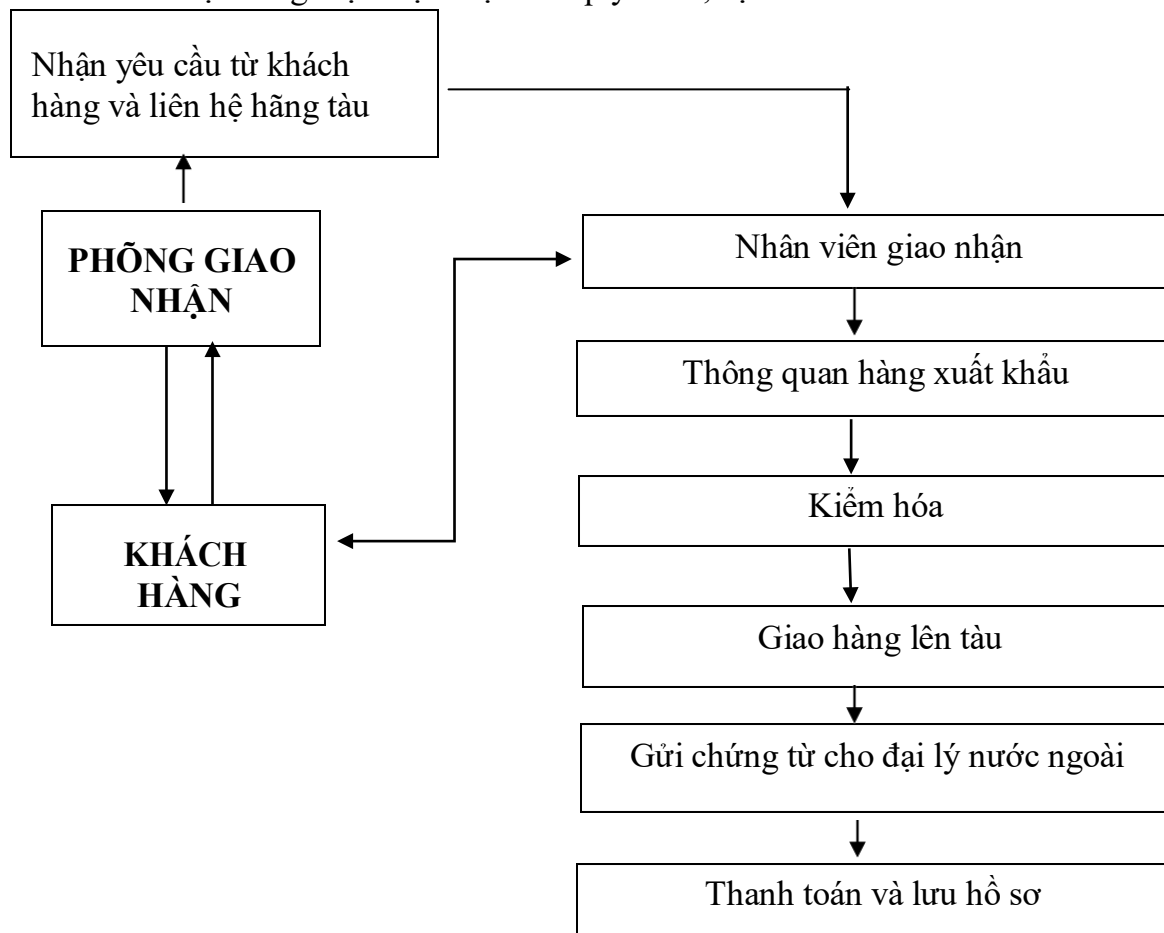 Nhận yêu cầu từ khách
hàng và liên hệ hãng tàu
PHÕNG GIAO
NHẬN
KHÁCH
HÀNG
Nhân viên giao nhận
Thông quan hàng xuất khẩu
Kiểm hóa
Giao hàng lên tàu
Gửi chứng từ cho đại lý nước ngoài
Thanh toán và lưu hồ sơ